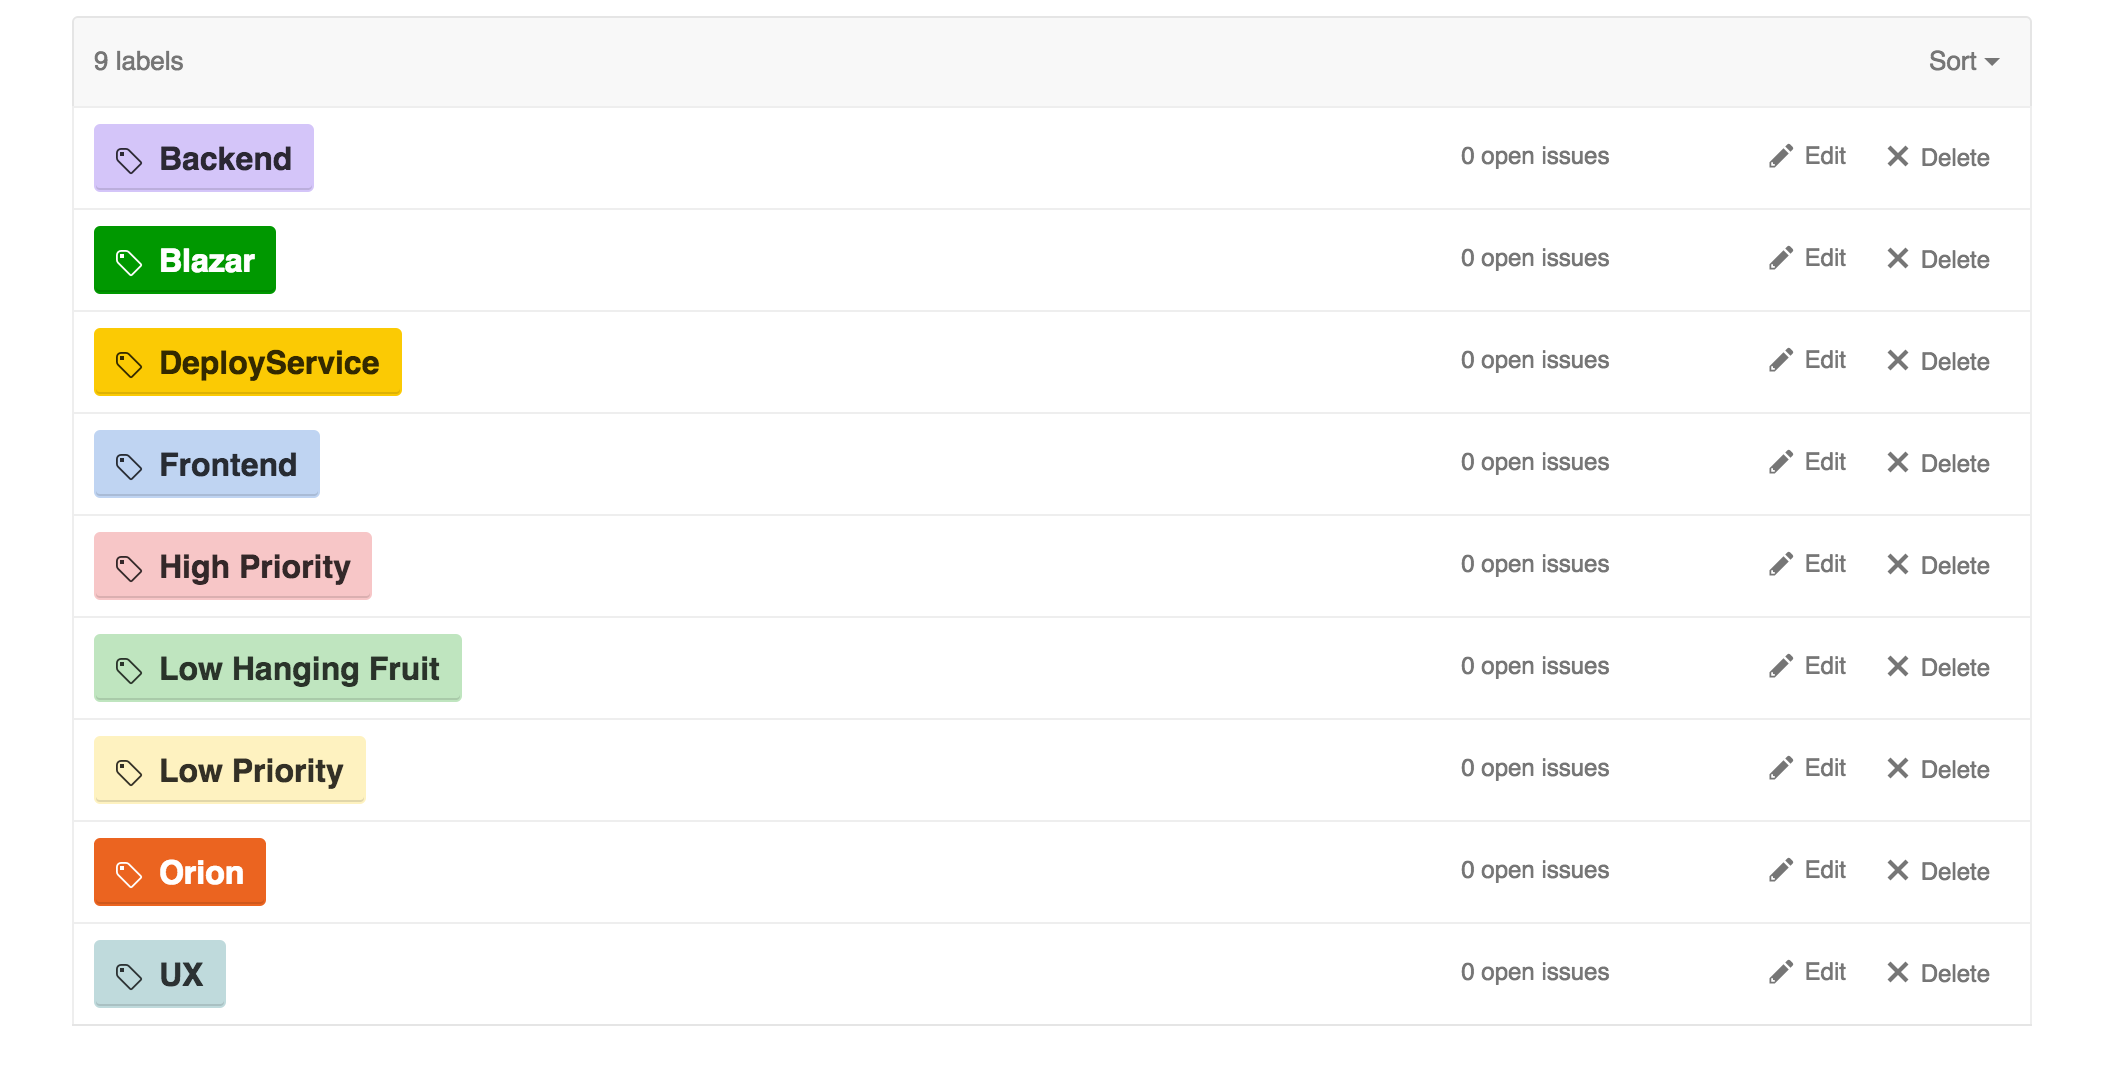 9 labels Sort
Backend 0 open issues Edit Delete
Blazar 0 open issues Edit Delete
DeployService 0 open issues Edit Delete
Frontend 0 open issues Edit Delete
High Priority 0 open issues Edit Delete
Low Hanging Fruit 0 open issues Edit Delete
Low Priority 0 open issues Edit Delete
Orion 0 open issues Edit Delete
UX 0 open issues Edit Delete